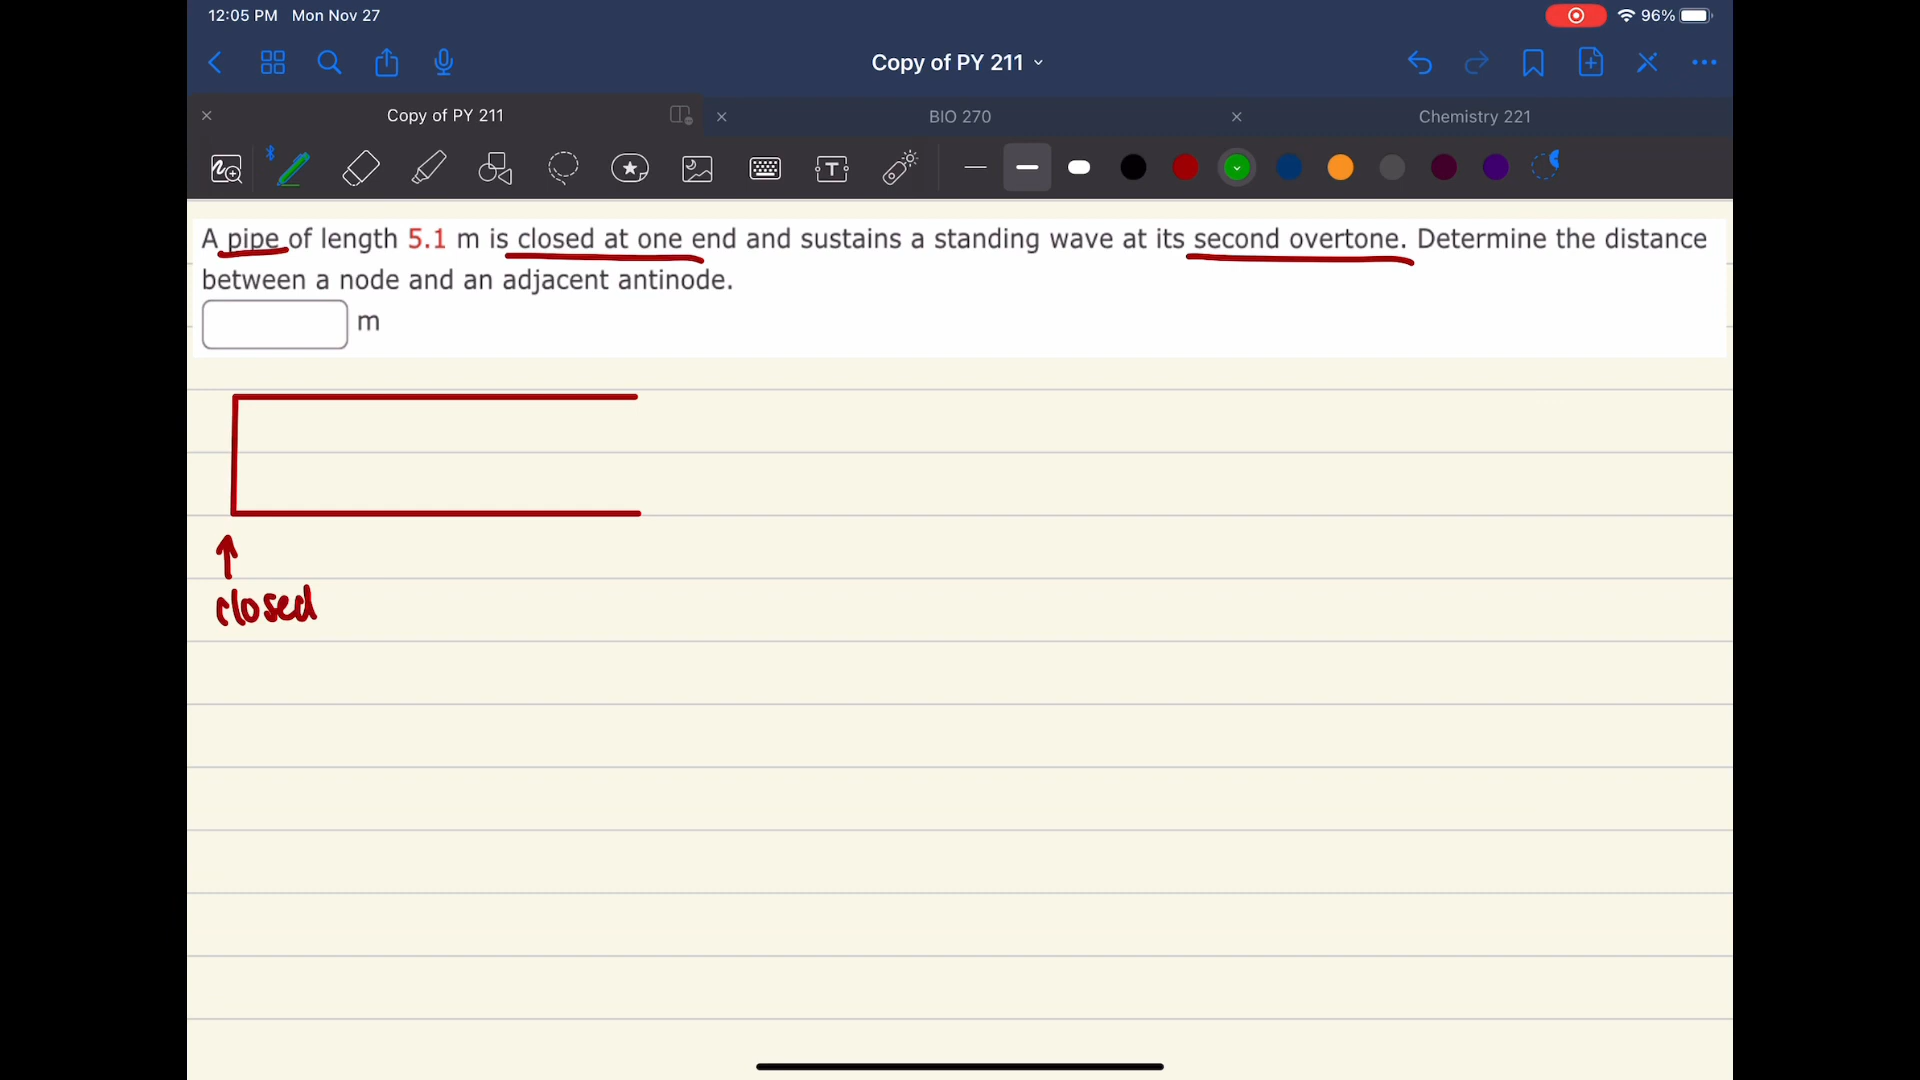 12:05 PM Mon Nov 27
96%
Copy of PY 211
Copy of PY 211
BIO 270
Chemistry 221
A pipe of length 5.1 m is closed at one end and sustains a standing wave at its second overtone. Determine the distance
between a node and an adjacent antinode.
m
closed